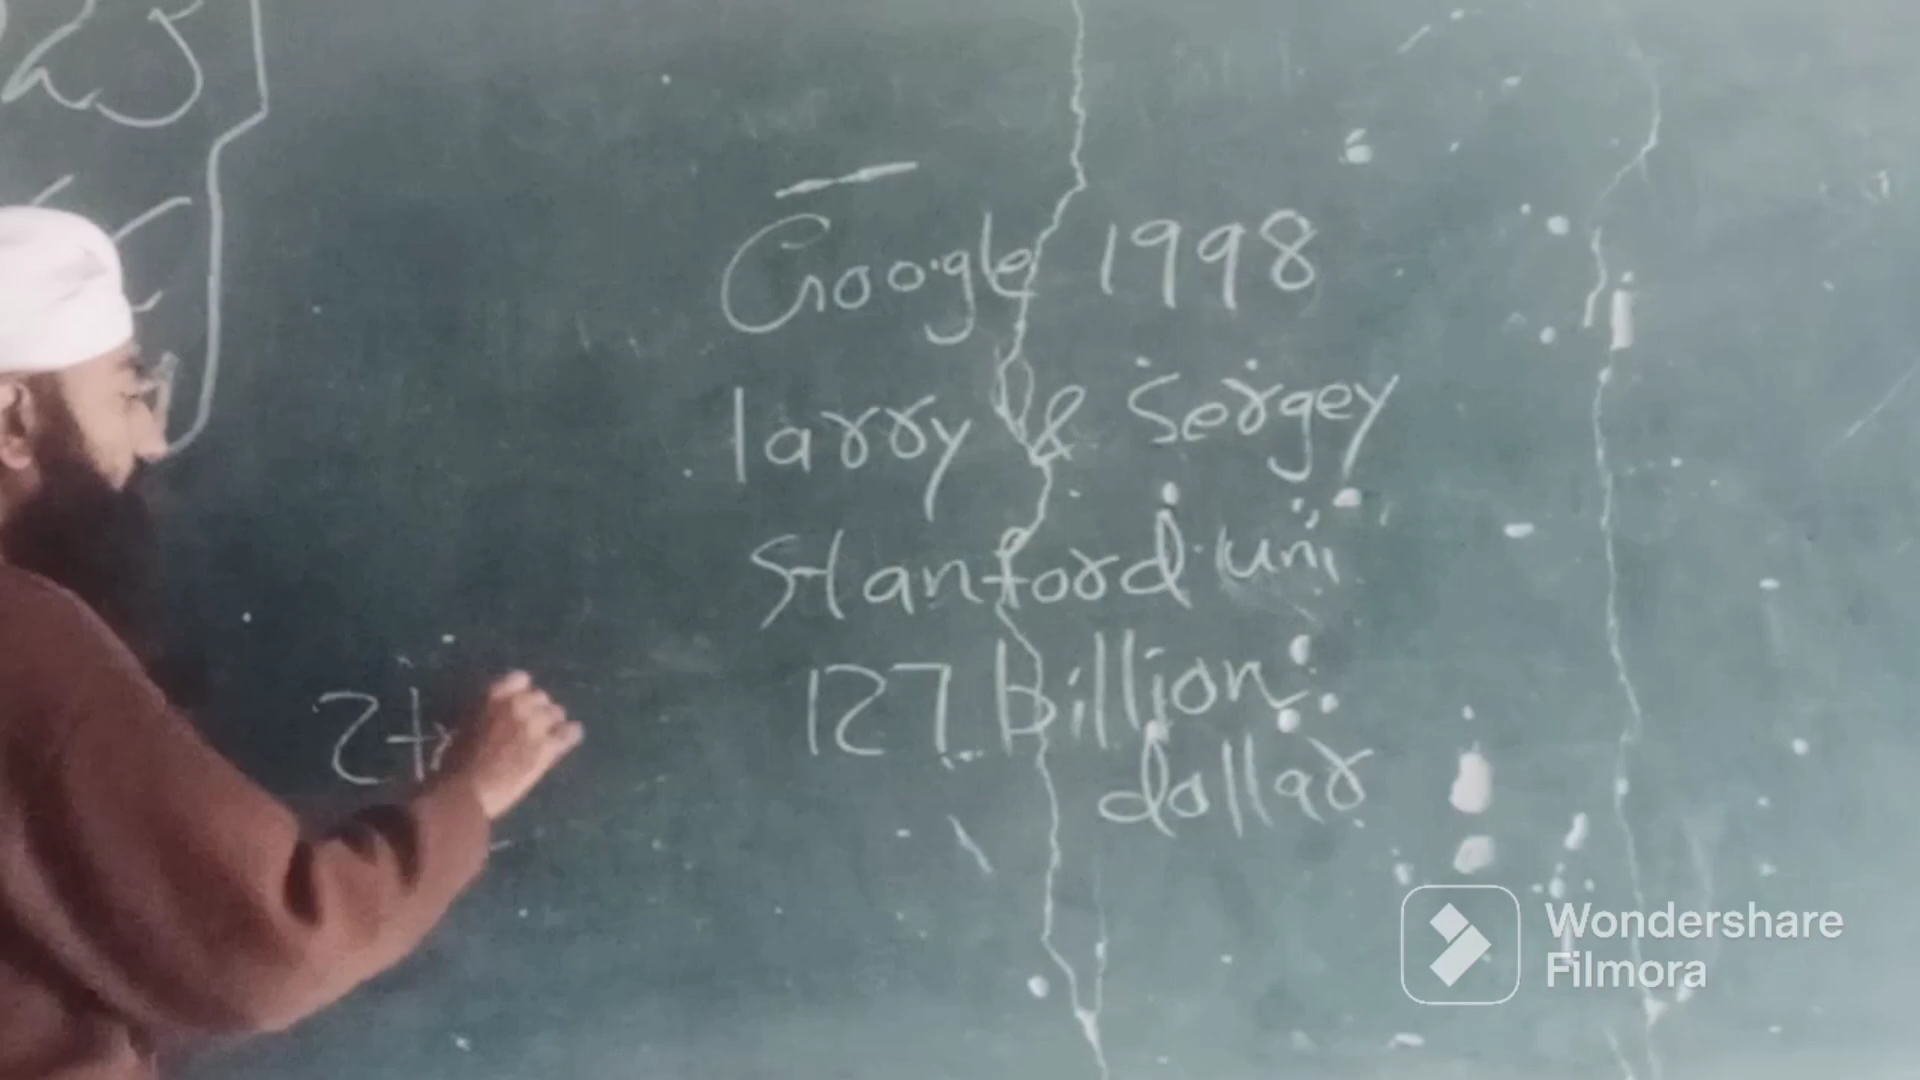 Google 1998
larry & Sergey
Stanford uni
127 billion
dollar
Wondershare
Filmora